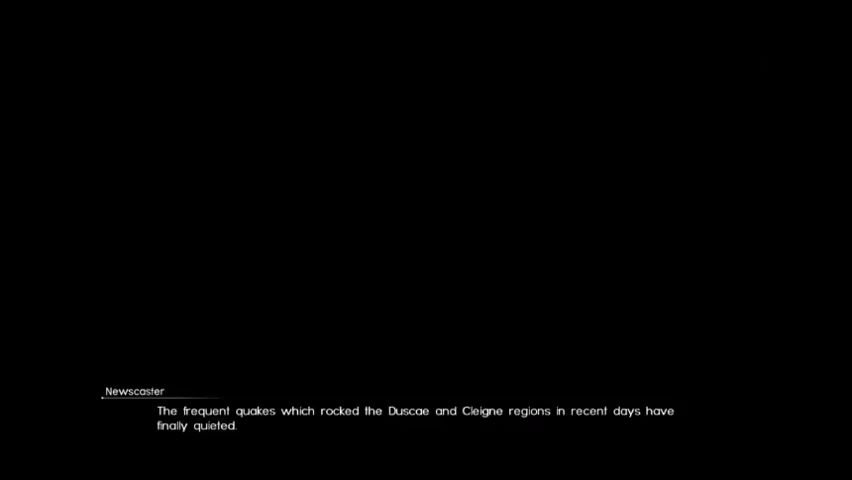 Newscaster
The frequent quakes which rocked the Duscae and Cleigne regions in recent days have
finally quieted.